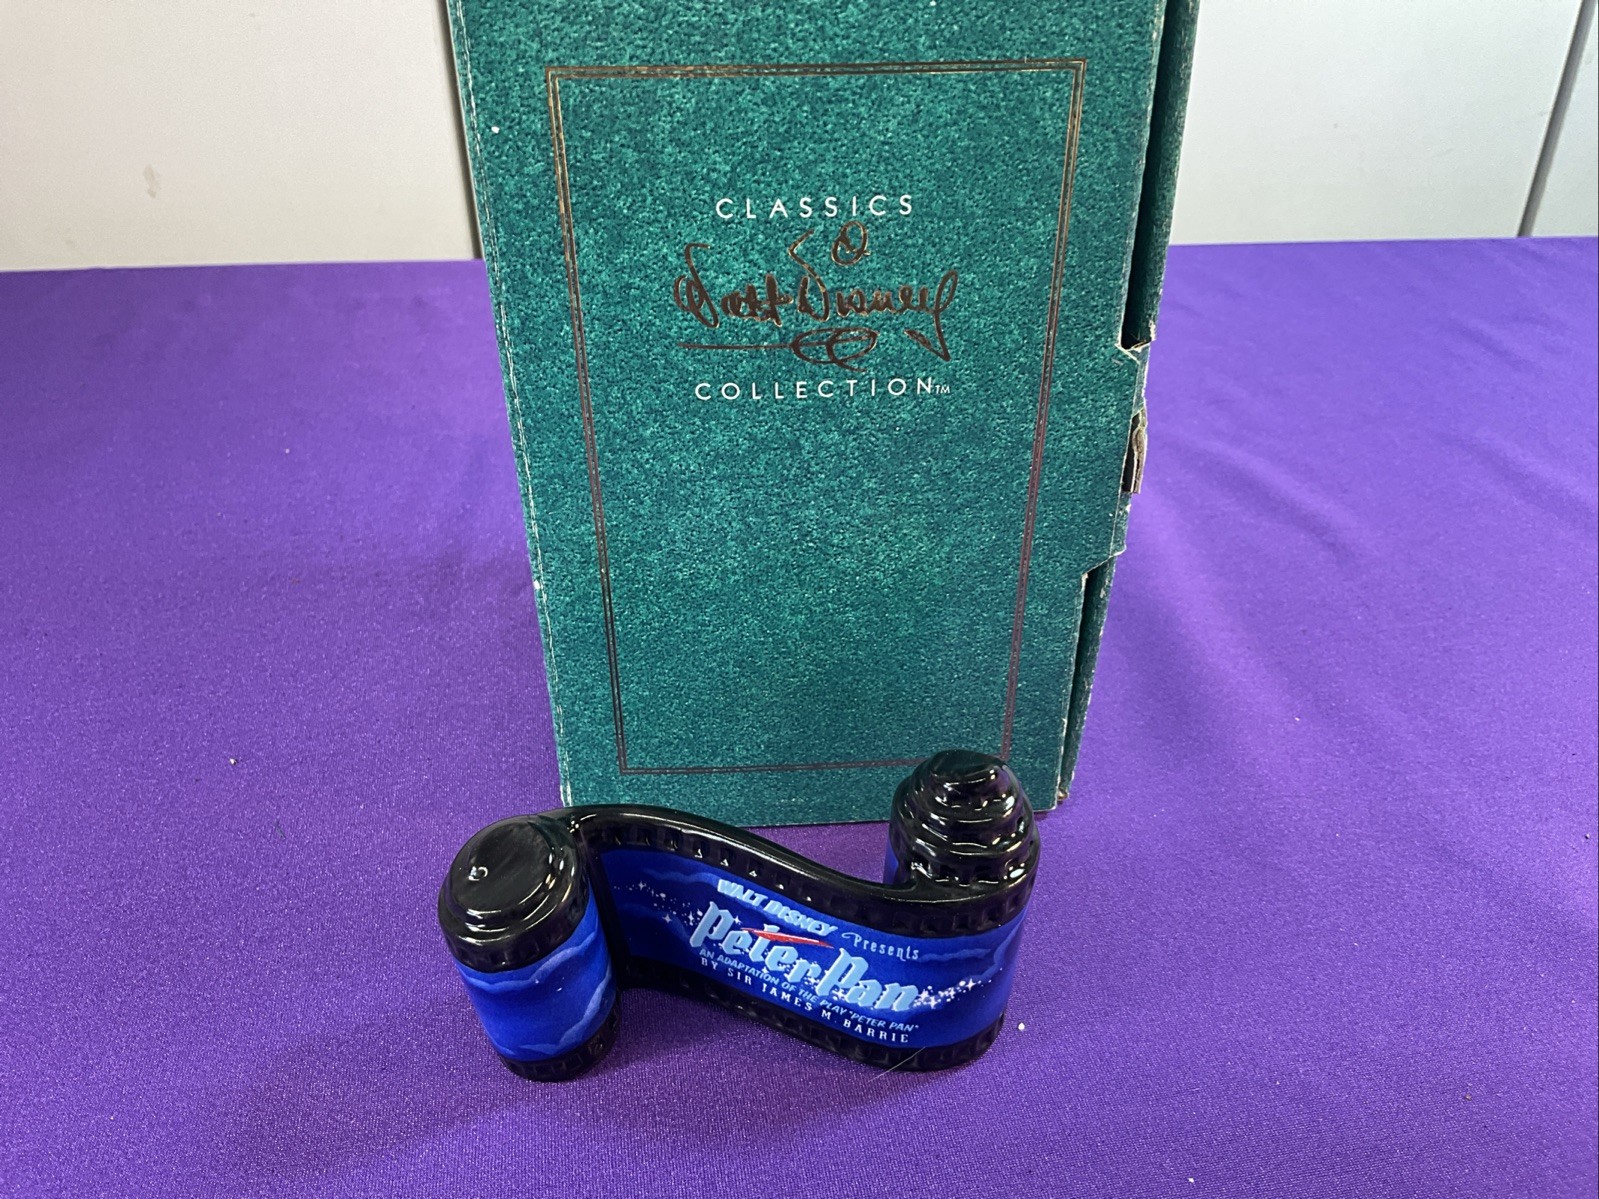 CLASSICS
Walt Disney
COLLECTION™
WALT DISNEY Presents
Peter Pan
AN ADAPTATION OF THE PLAY "PETER PAN"
BY SIR JAMES M. BARRIE